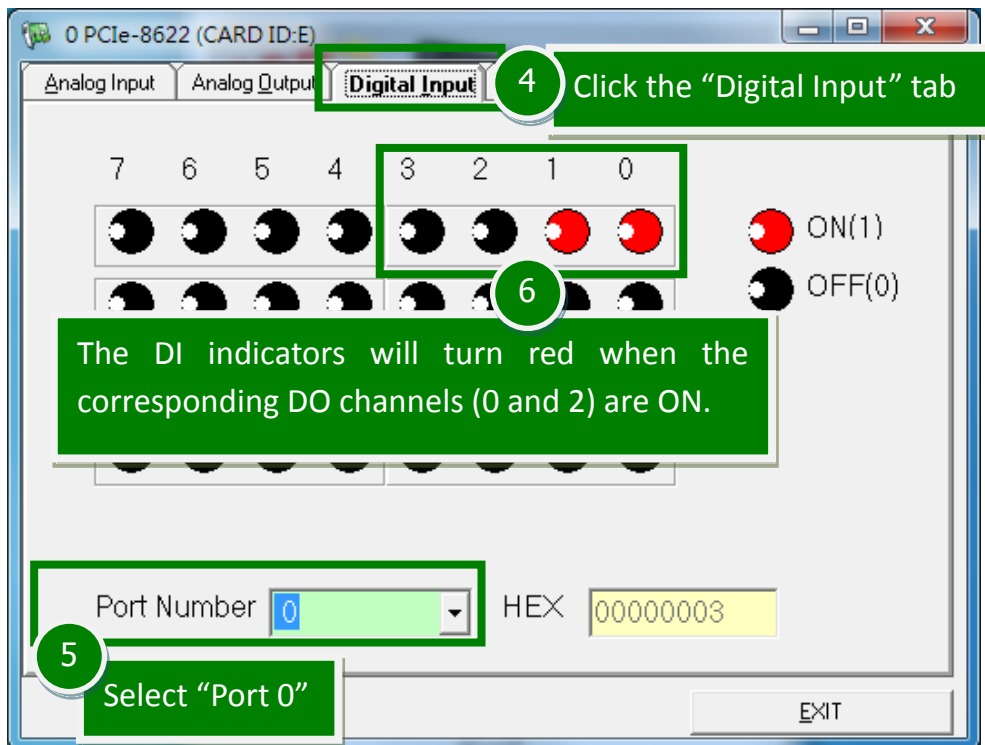 0 PCIe-8622 (CARD ID:E)
Analog Input Analog Output Digital Input
4 Click the “Digital Input” tab
7 6 5 4 3 2 1 0
ON(1)
OFF(0)
6
The DI indicators will turn red when the
corresponding DO channels (0 and 2) are ON.
Port Number 0 HEX 00000003
5
Select “Port 0”
EXIT